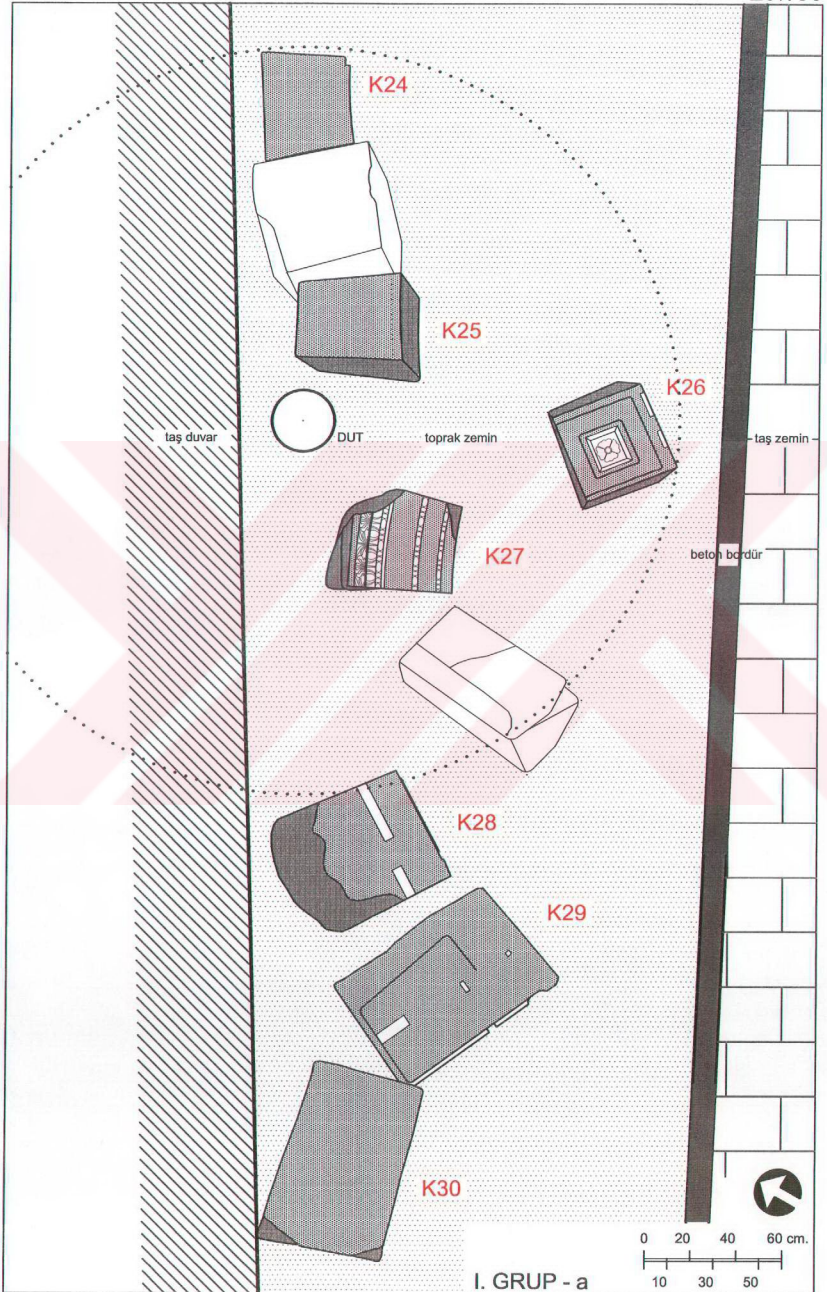 K24
K25
K26
taş duvar
DUT
toprak zemin
taş zemin
K27
beton bordür
K28
K29
K30
0 20 40 60 cm.
10 30 50
I. GRUP - a